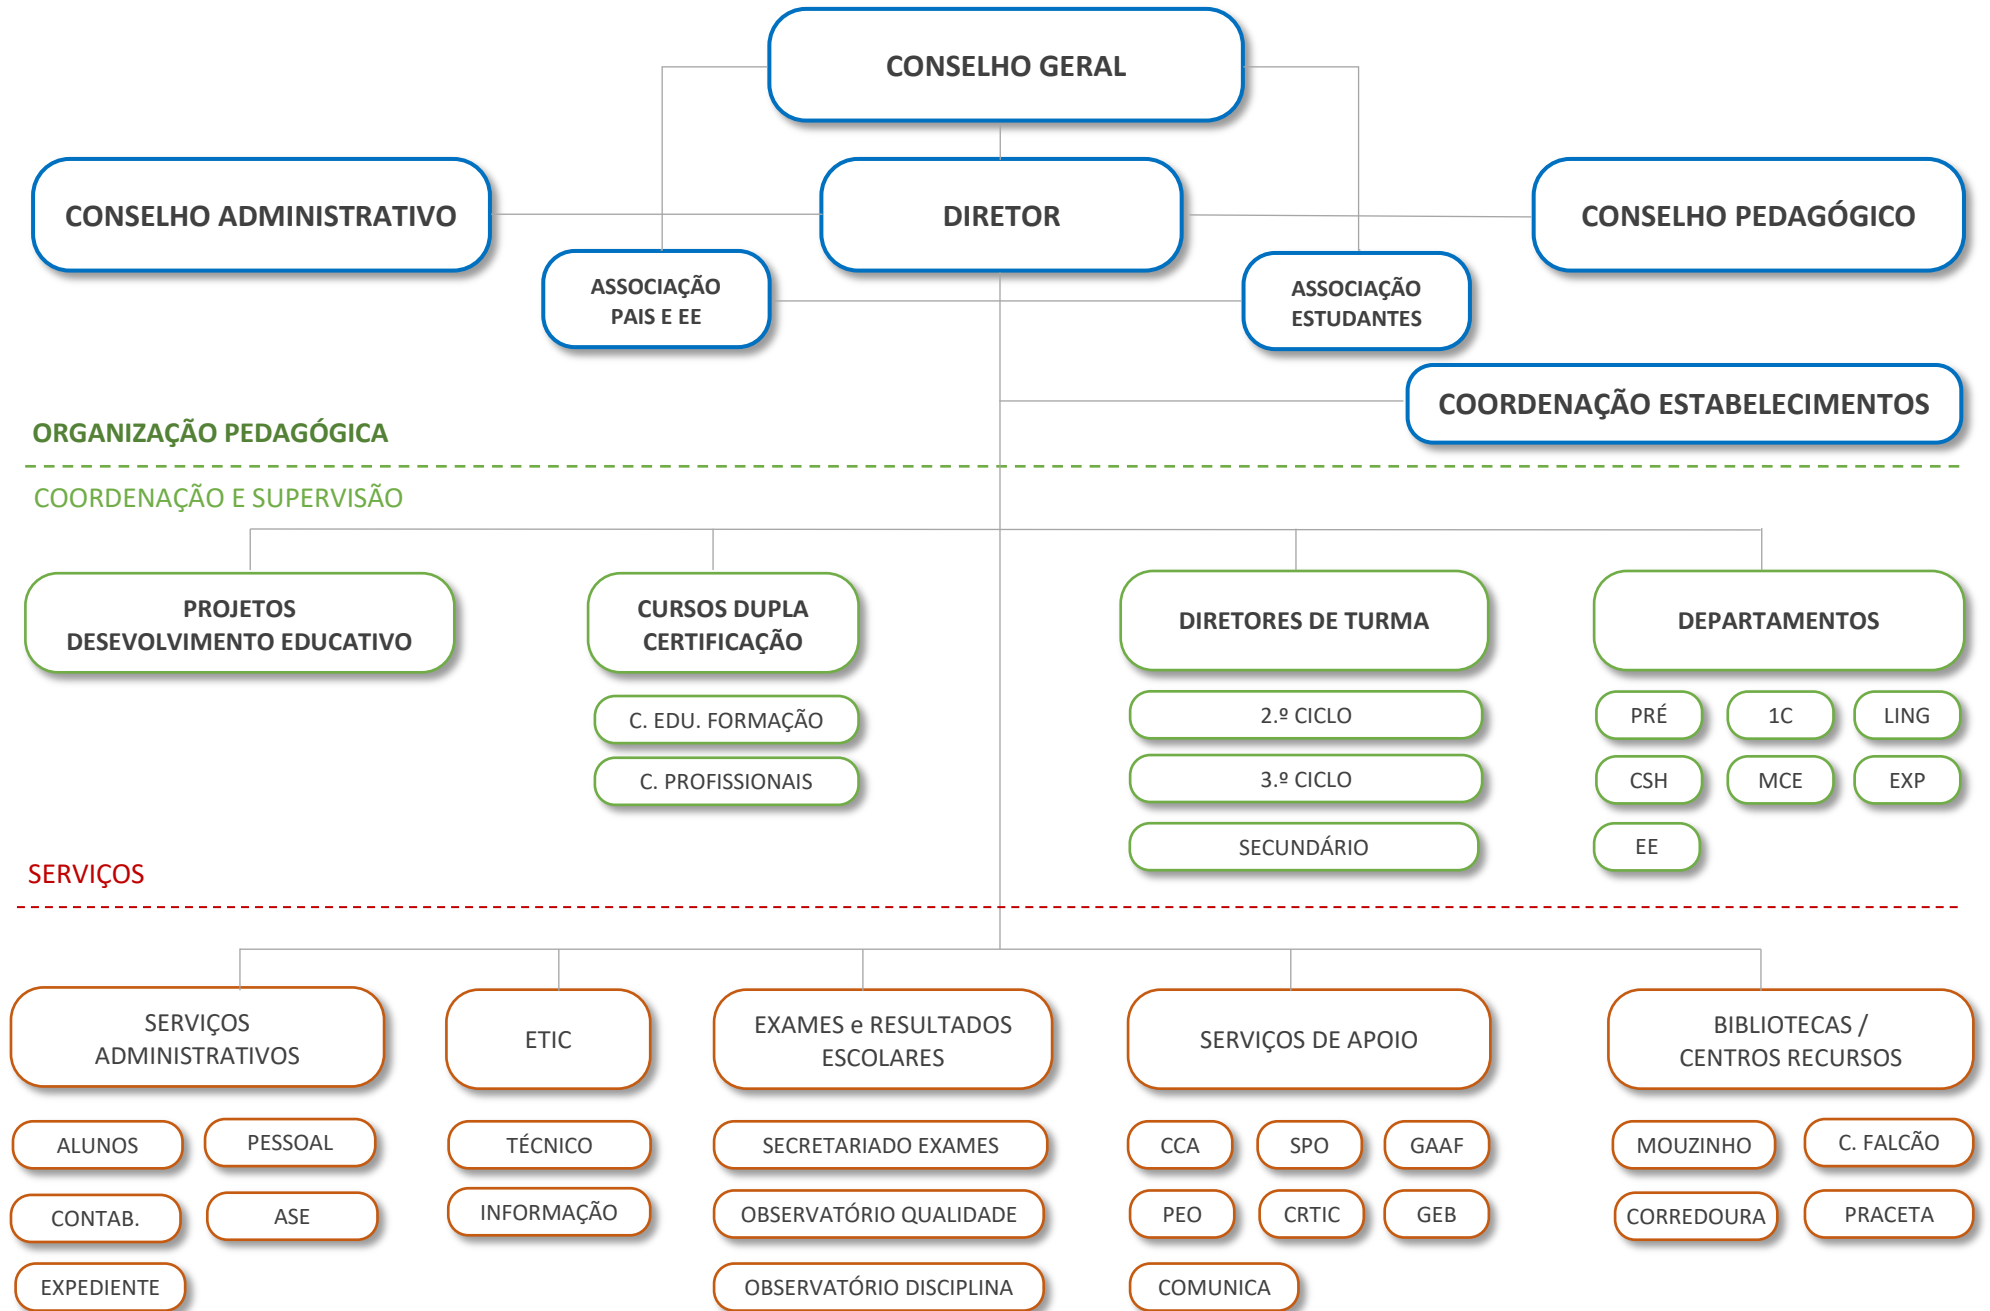 CONSELHO GERAL
CONSELHO ADMINISTRATIVO
DIRETOR
CONSELHO PEDAGÓGICO
ASSOCIAÇÃO
PAIS E EE
ASSOCIAÇÃO
ESTUDANTES
COORDENAÇÃO ESTABELECIMENTOS
ORGANIZAÇÃO PEDAGÓGICA
COORDENAÇÃO E SUPERVISÃO
PROJETOS
DESEVOLVIMENTO EDUCATIVO
CURSOS DUPLA
CERTIFICAÇÃO
DIRETORES DE TURMA
DEPARTAMENTOS
C. EDU. FORMAÇÃO
C. PROFISSIONAIS
2.º CICLO
3.º CICLO
SECUNDÁRIO
PRÉ
1C
LING
CSH
MCE
EXP
EE
SERVIÇOS
SERVIÇOS
ADMINISTRATIVOS
ETIC
EXAMES e RESULTADOS
ESCOLARES
SERVIÇOS DE APOIO
BIBLIOTECAS /
CENTROS RECURSOS
ALUNOS
PESSOAL
CONTAB.
ASE
EXPEDIENTE
TÉCNICO
INFORMAÇÃO
SECRETARIADO EXAMES
OBSERVATÓRIO QUALIDADE
OBSERVATÓRIO DISCIPLINA
CCA
SPO
GAAF
PEO
CRTIC
GEB
COMUNICA
MOUZINHO
C. FALCÃO
CORREDOURA
PRACETA